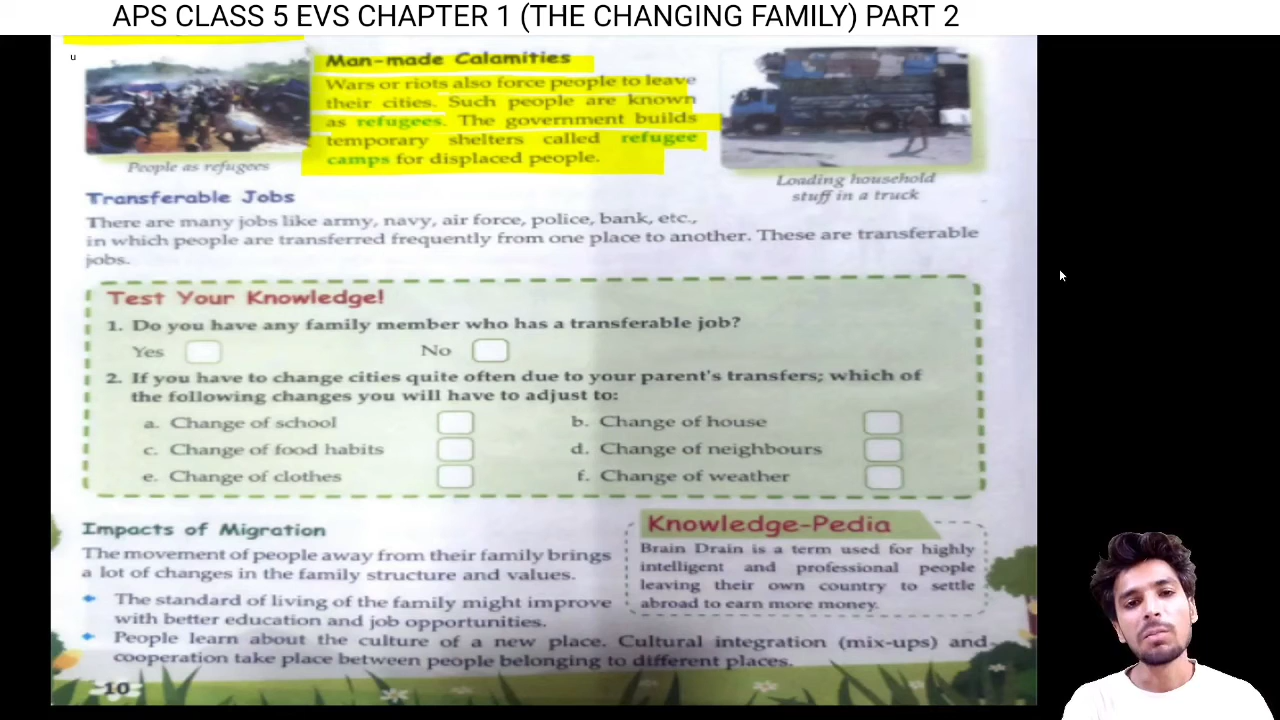 APS CLASS 5 EVS CHAPTER 1 (THE CHANGING FAMILY) PART 2
u
Man-made Calamities
Wars or riots also force people to leave
their cities. Such people are known
as refugees. The government builds
temporary shelters called refugee
camps for displaced people.
People as refugees
Loading household
stuff in a truck
Transferable Jobs
There are many jobs like army, navy, air force, police, bank, etc.,
in which people are transferred frequently from one place to another. These are transferable
jobs.
Test Your Knowledge!
1. Do you have any family member who has a transferable job?
Yes No
2. If you have to change cities quite often due to your parent's transfers; which of
the following changes you will have to adjust to:
a. Change of school b. Change of house
c. Change of food habits d. Change of neighbours
e. Change of clothes f. Change of weather
Impacts of Migration
The movement of people away from their family brings
a lot of changes in the family structure and values.
The standard of living of the family might improve
with better education and job opportunities.
People learn about the culture of a new place. Cultural integration (mix-ups) and
cooperation take place between people belonging to different places.
Knowledge-Pedia
Brain Drain is a term used for highly
intelligent and professional people
leaving their own country to settle
abroad to earn more money.
10